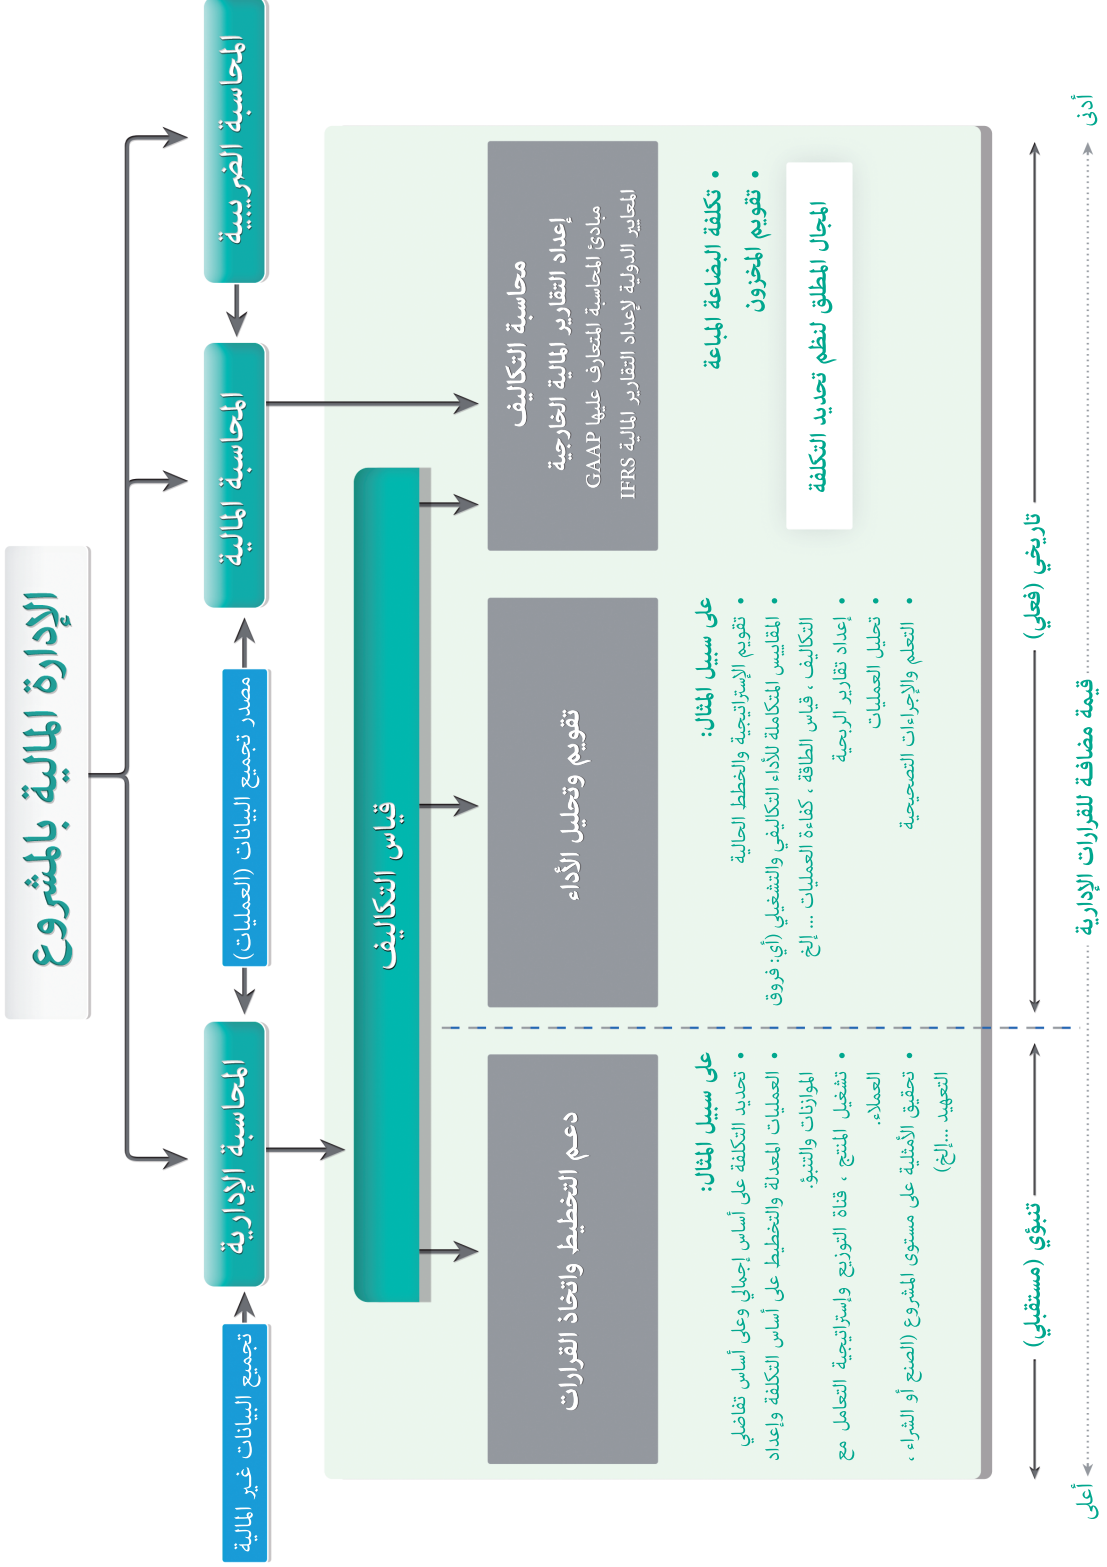 الإدارة المالية بالمشروع
المحاسبة الضريبية
المحاسبة المالية
مصدر تجميع البيانات (العمليات)
المحاسبة الإدارية
تجميع البيانات غير المالية
قياس التكاليف
محاسبة التكاليف
إعداد التقارير المالية الخارجية
مبادئ المحاسبة المتعارف عليها GAAP
المعايير الدولية لإعداد التقارير المالية IFRS
• تكلفة البضاعة المباعة
• تقويم المخزون
المجال المطلق لنظم تحديد التكلفة
تقويم وتحليل الأداء
على سبيل المثال:
• تقويم الإستراتيجية والخطط الحالية
• المقاييس المتكاملة للأداء التكاليفي والتشغيلي (أي: فروق
التكاليف ، قياس الطاقة ، كفاءة العمليات ... إلخ
• إعداد تقارير الربحية
• تحليل العمليات
• التعلم والإجراءات التصحيحية
دعم التخطيط واتخاذ القرارات
على سبيل المثال:
• تحديد التكلفة على أساس إجمالي وعلى أساس تفاضلي
• العمليات المعدلة والتخطيط على أساس التكلفة وإعداد
الموازنات والتنبؤ.
• تشغيل المنتج ، قناة التوزيع وإستراتيجية التعامل مع
العملاء.
• تحقيق الأمثلية على مستوى المشروع (الصنع أو الشراء ،
التعهيد ...إلخ)
تاريخي (فعلي)
تنبؤي (مستقبلي)
أدنى
قيمة مضافة للقرارات الإدارية
أعلى